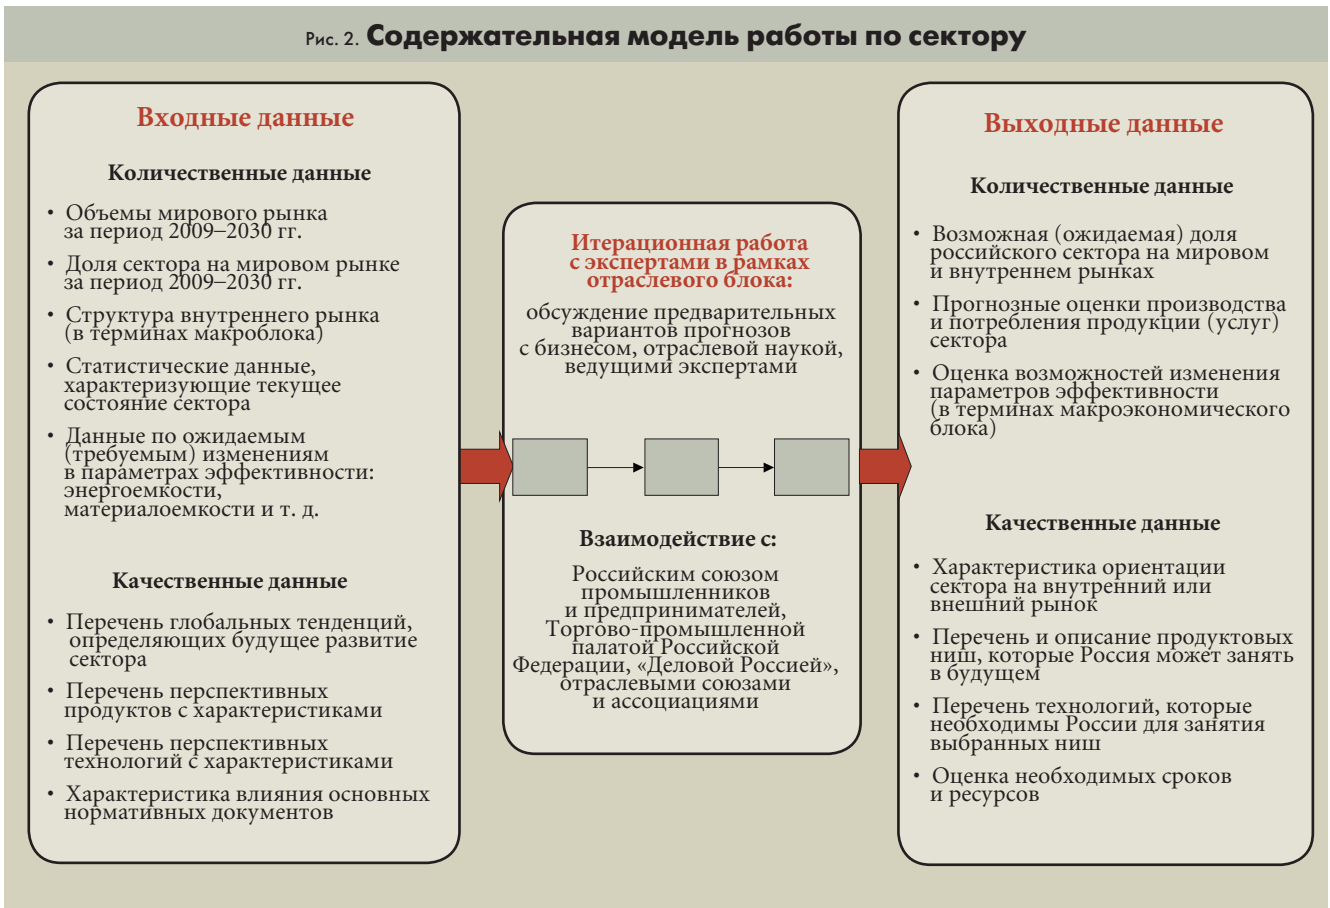 Рис. 2. Содержательная модель работы по сектору
Входные данные
Количественные данные
• Объемы мирового рынка
за период 2009–2030 гг.
• Доля сектора на мировом рынке
за период 2009–2030 гг.
• Структура внутреннего рынка
(в терминах макроблока)
• Статистические данные,
характеризующие текущее
состояние сектора
• Данные по ожидаемым
(требуемым) изменениям
в параметрах эффективности:
энергоемкости,
материалоемкости и т. д.
Качественные данные
• Перечень глобальных тенденций,
определяющих будущее развитие
сектора
• Перечень перспективных
продуктов с характеристиками
• Перечень перспективных
технологий с характеристиками
• Характеристика влияния основных
нормативных документов
Итерационная работа
с экспертами в рамках
отраслевого блока:
обсуждение предварительных
вариантов прогнозов
с бизнесом, отраслевой наукой,
ведущими экспертами
Взаимодействие с:
Российским союзом
промышленников
и предпринимателей,
Торгово-промышленной
палатой Российской
Федерации, «Деловой Россией»,
отраслевыми союзами
и ассоциациями
Выходные данные
Количественные данные
• Возможная (ожидаемая) доля
российского сектора на мировом
и внутреннем рынках
• Прогнозные оценки производства
и потребления продукции (услуг)
сектора
• Оценка возможностей изменения
параметров эффективности
(в терминах макроэкономического
блока)
Качественные данные
• Характеристика ориентации
сектора на внутренний или
внешний рынок
• Перечень и описание продуктовых
ниш, которые Россия может занять
в будущем
• Перечень технологий, которые
необходимы России для занятия
выбранных ниш
• Оценка необходимых сроков
и ресурсов